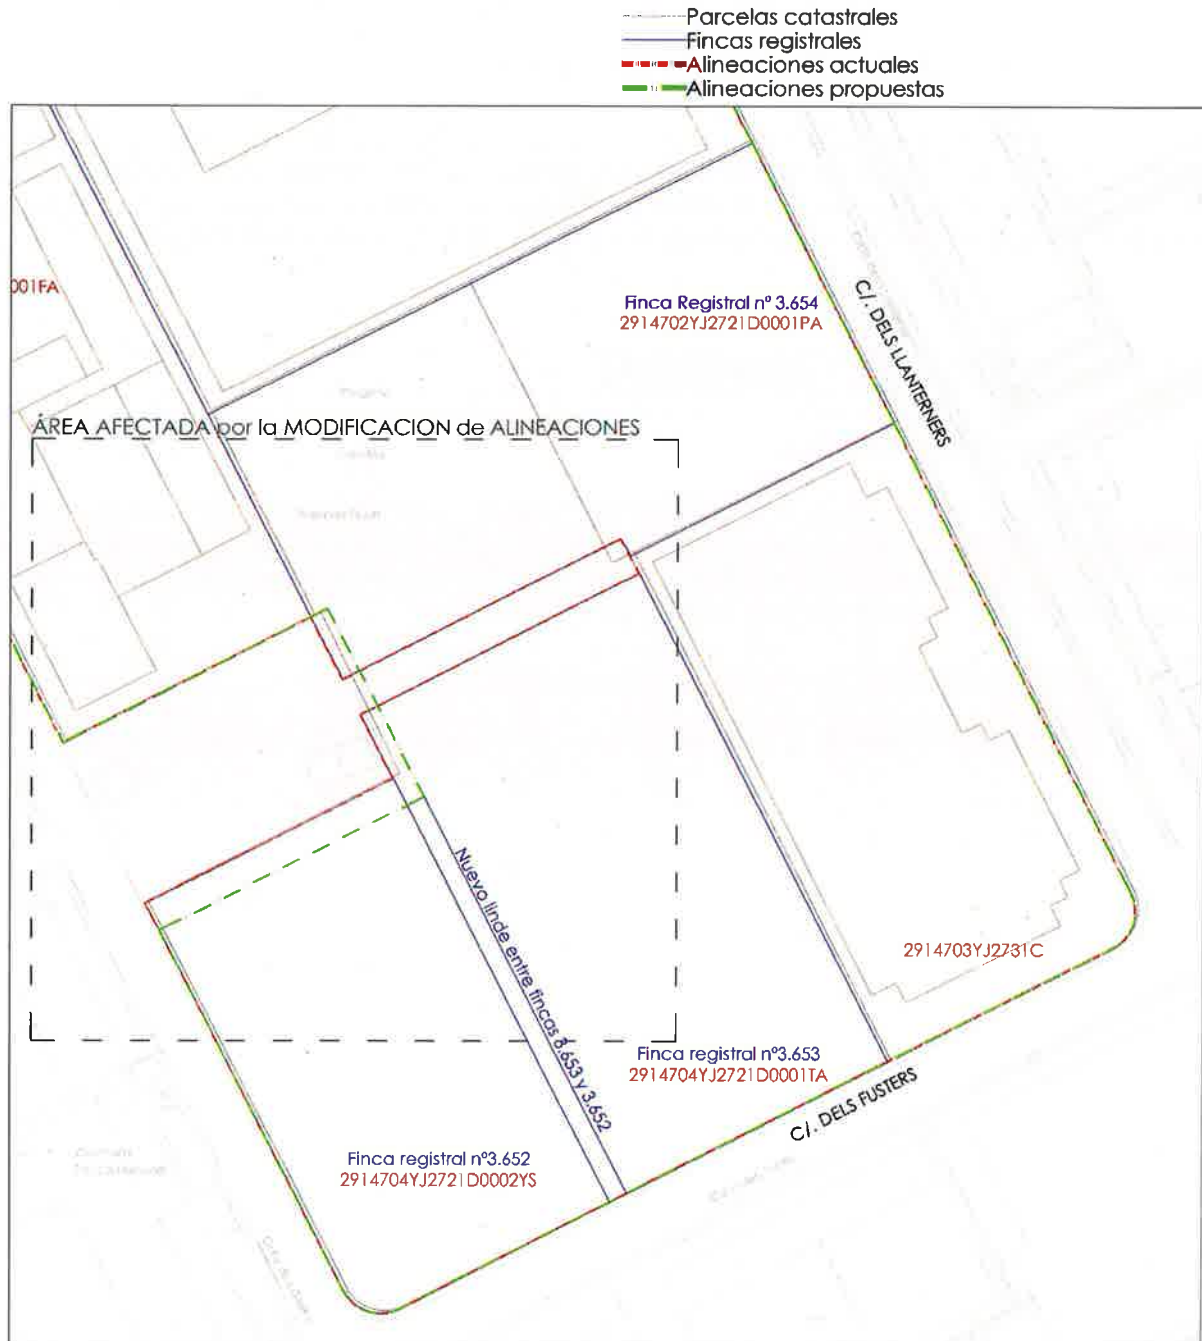 Parcelas catastrales
Fincas registrales
Alineaciones actuales
Alineaciones propuestas
001FA
Finca Registral nº 3.654
2914702YJ2721D0001PA
C/. DELS LLANTERNERS
ÁREA AFECTADA por la MODIFICACION de ALINEACIONES
Nuevo linde entre fincas 3.653 y 3.652
2914703YJ2731C
Finca registral nº3.653
2914704YJ2721D0001TA
C/. DELS FUSTERS
Finca registral nº3.652
2914704YJ2721D0002YS